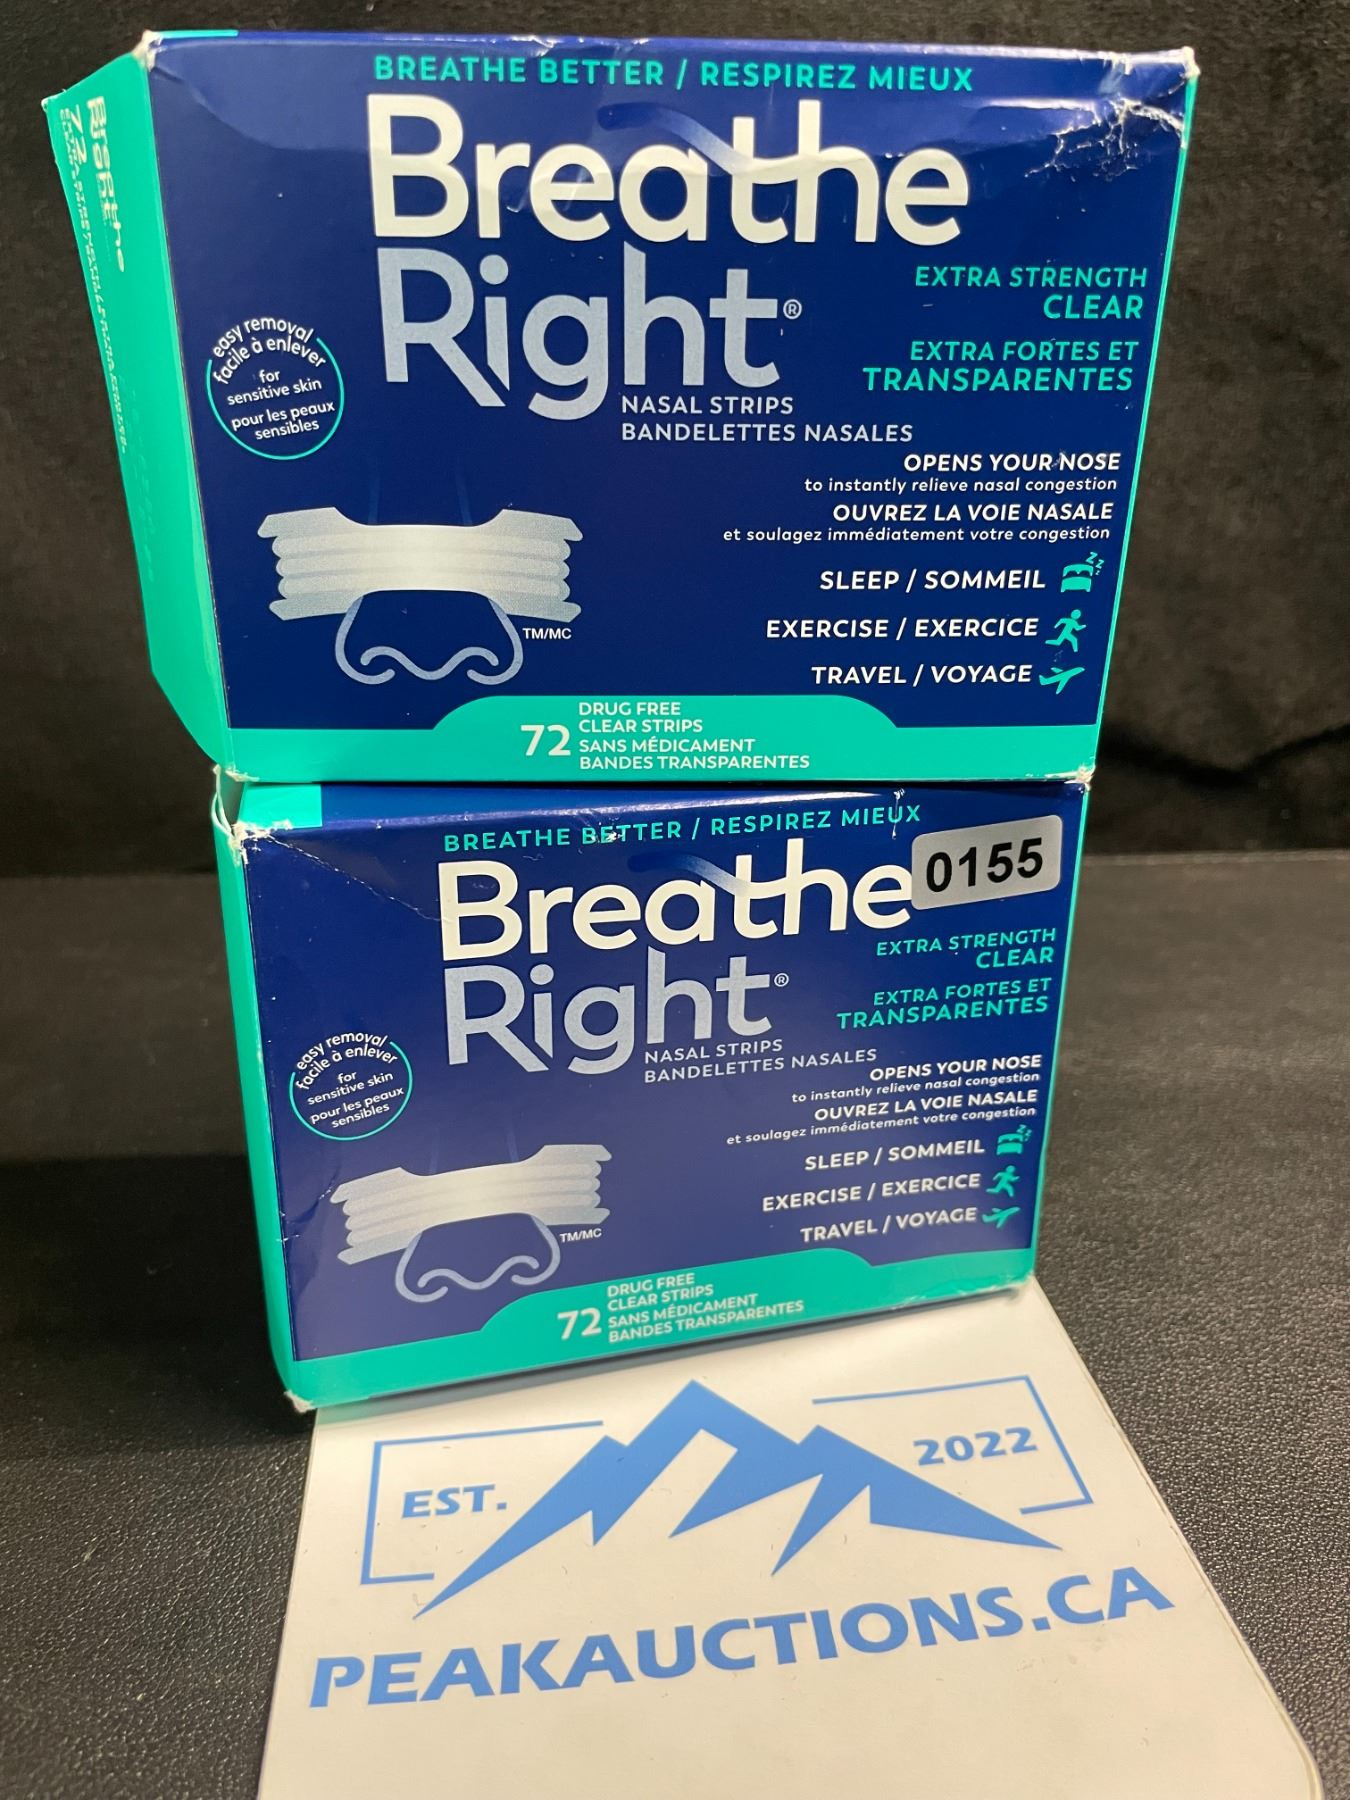 BREATHE BETTER / RESPIREZ MIEUX
Breathe
Right®
EXTRA STRENGTH
CLEAR
EXTRA FORTES ET
TRANSPARENTES
NASAL STRIPS
BANDELETTES NASALES
easy removal
facile à enlever
for
sensitive skin
pour les peaux
sensibles
OPENS YOUR NOSE
to instantly relieve nasal congestion
OUVREZ LA VOIE NASALE
et soulagez immédiatement votre congestion
SLEEP / SOMMEIL
EXERCISE / EXERCICE
TRAVEL / VOYAGE
TM/MC
72
DRUG FREE
CLEAR STRIPS
SANS MÉDICAMENT
BANDES TRANSPARENTES
Breathe
Right
72
BREATHE BETTER / RESPIREZ MIEUX
Breathe
Right®
0155
EXTRA STRENGTH
CLEAR
EXTRA FORTES ET
TRANSPARENTES
NASAL STRIPS
BANDELETTES NASALES
easy removal
facile à enlever
for
sensitive skin
pour les peaux
sensibles
OPENS YOUR NOSE
to instantly relieve nasal congestion
OUVREZ LA VOIE NASALE
et soulagez immédiatement votre congestion
SLEEP / SOMMEIL
EXERCISE / EXERCICE
TRAVEL / VOYAGE
TM/MC
72
DRUG FREE
CLEAR STRIPS
SANS MÉDICAMENT
BANDES TRANSPARENTES
EST.
2022
PEAKAUCTIONS.CA